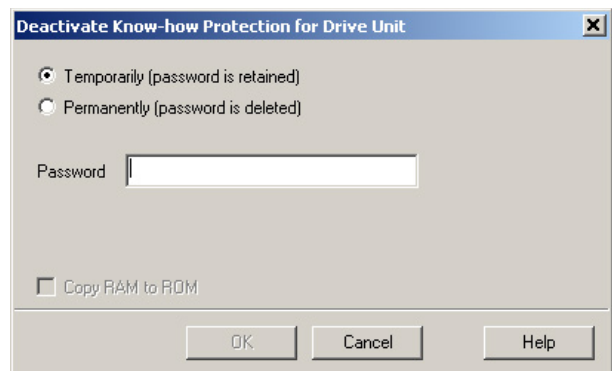 Deactivate Know-how Protection for Drive Unit
Temporarily (password is retained)
Permanently (password is deleted)
Password
Copy RAM to ROM
OK Cancel Help